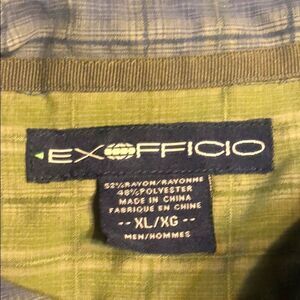 EXOFFICIO
52%RAYON/RAYONNE
48%POLYESTER
MADE IN CHINA
FABRIQUE EN CHINE
-- XL/XG --
MEN/HOMMES